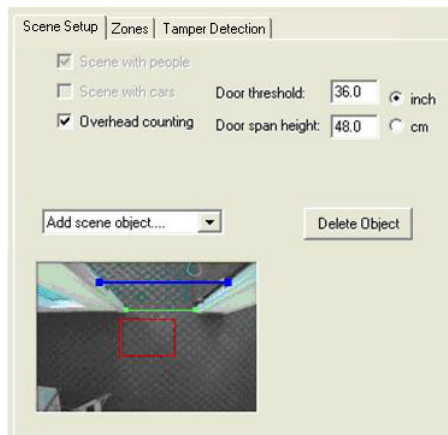 Scene Setup Zones Tamper Detection
Scene with people
Scene with cars Door threshold: 36.0 inch
Overhead counting Door span height: 48.0 cm
Add scene object.... Delete Object